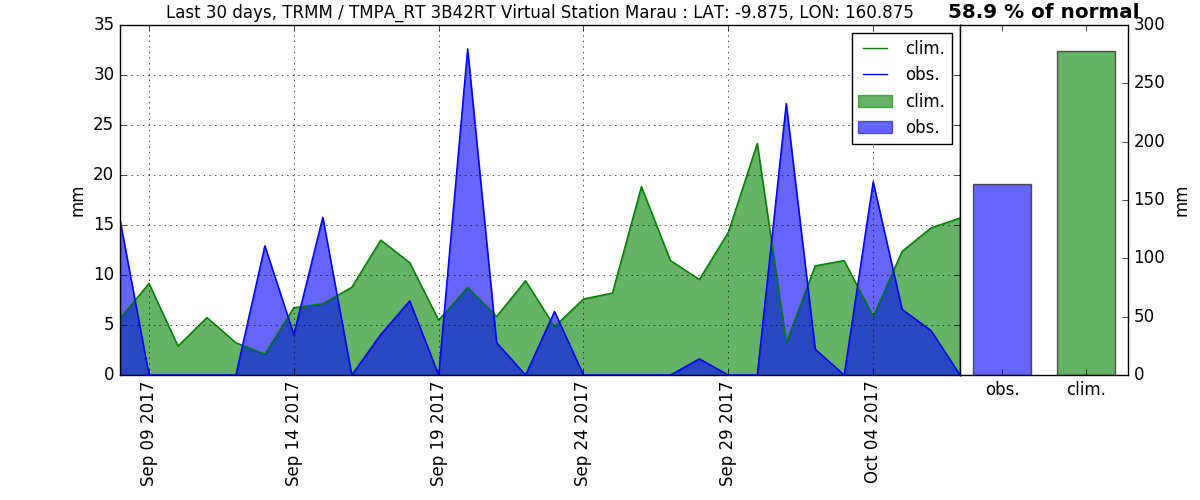 Last 30 days, TRMM / TMPA_RT 3B42RT Virtual Station Marau : LAT: -9.875, LON: 160.875
58.9 % of normal
35
30
25
20
15
10
5
0
mm
clim.
obs.
clim.
obs.
Sep 09 2017
Sep 14 2017
Sep 19 2017
Sep 24 2017
Sep 29 2017
Oct 04 2017
300
250
200
150
100
50
0
mm
obs.
clim.